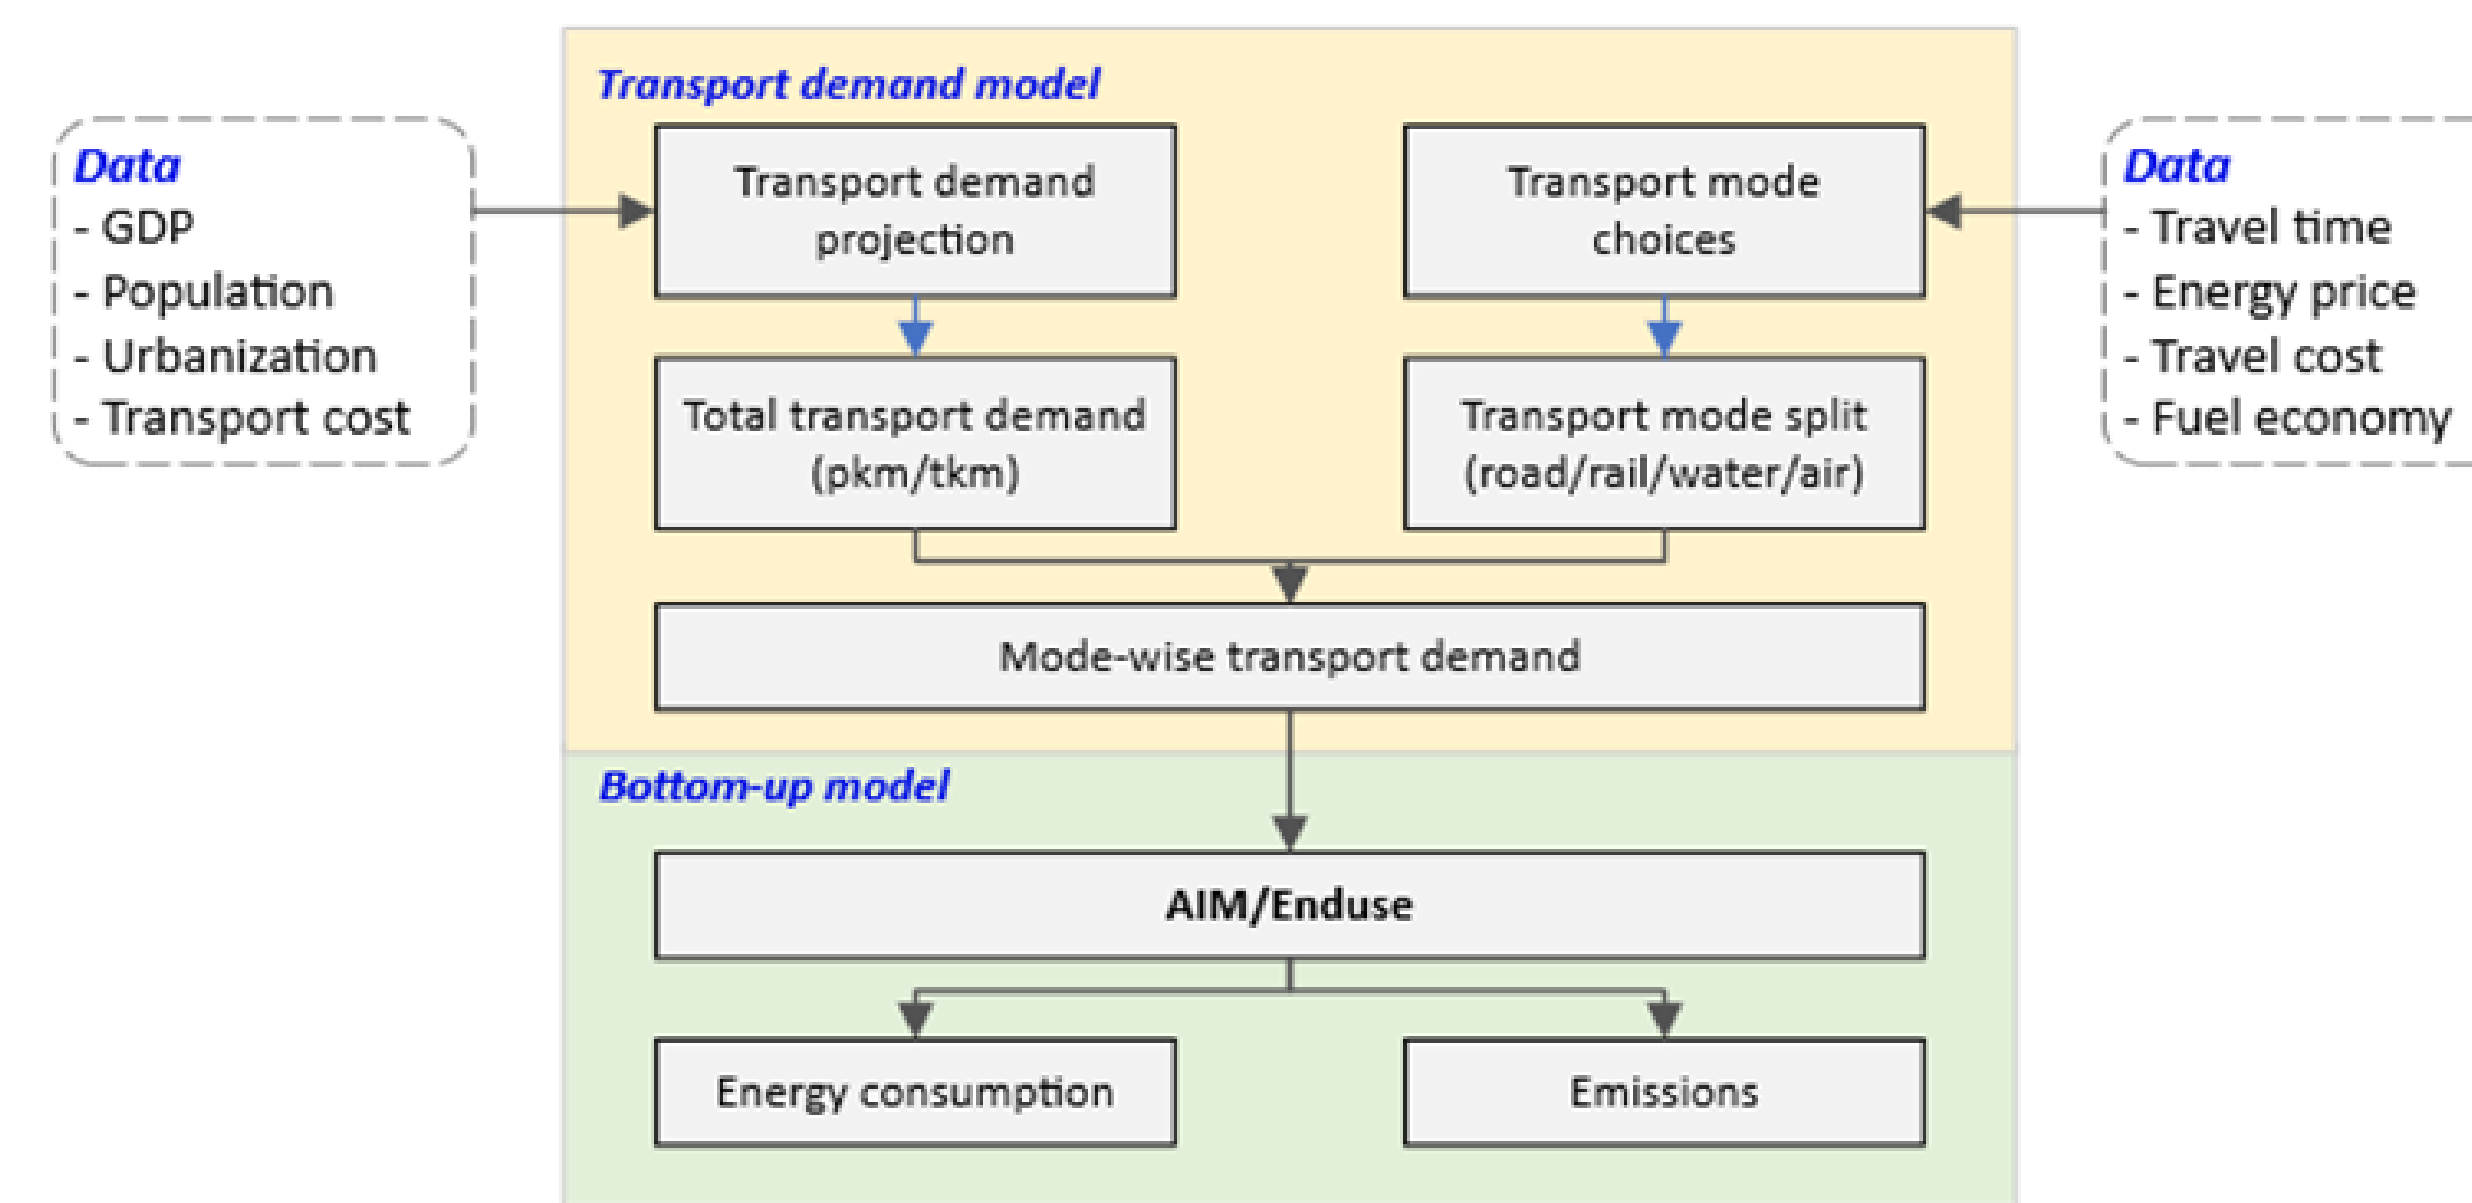 Transport demand model
Data
- GDP
- Population
- Urbanization
- Transport cost
Transport demand
projection
Transport mode
choices
Data
- Travel time
- Energy price
- Travel cost
- Fuel economy
Total transport demand
(pkm/tkm)
Transport mode split
(road/rail/water/air)
Mode-wise transport demand
Bottom-up model
AIM/Enduse
Energy consumption
Emissions